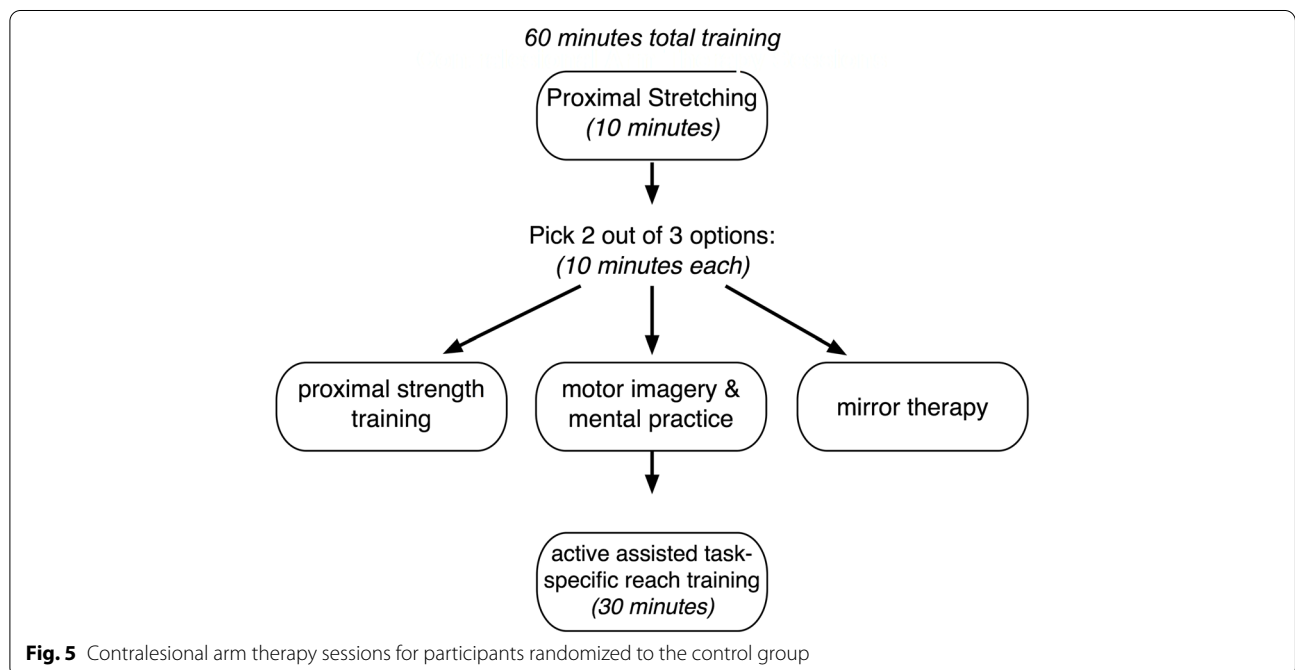 60 minutes total training
Proximal Stretching
(10 minutes)
Pick 2 out of 3 options:
(10 minutes each)
proximal strength
training
motor imagery &
mental practice
mirror therapy
active assisted task-
specific reach training
(30 minutes)
Fig. 5 Contralesional arm therapy sessions for participants randomized to the control group